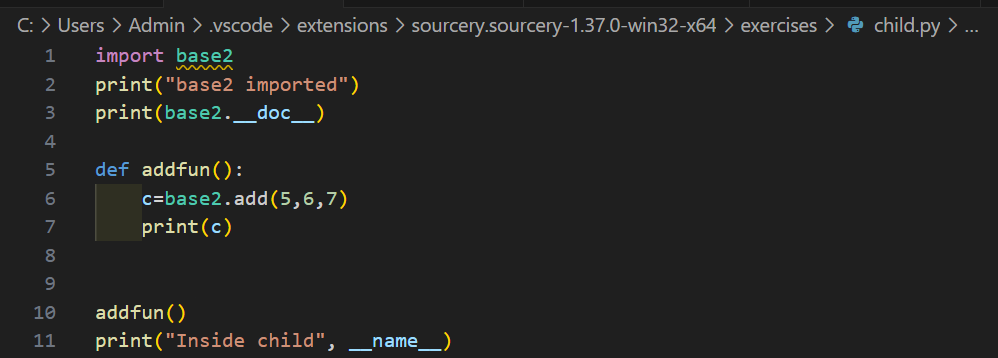 C: > Users > Admin > .vscode > extensions > sourcery.sourcery-1.37.0-win32-x64 > exercises > child.py > ...
1 import base2
2 print("base2 imported")
3 print(base2.__doc__)
4
5 def addfun():
6     c=base2.add(5,6,7)
7     print(c)
8
9
10 addfun()
11 print("Inside child", __name__)